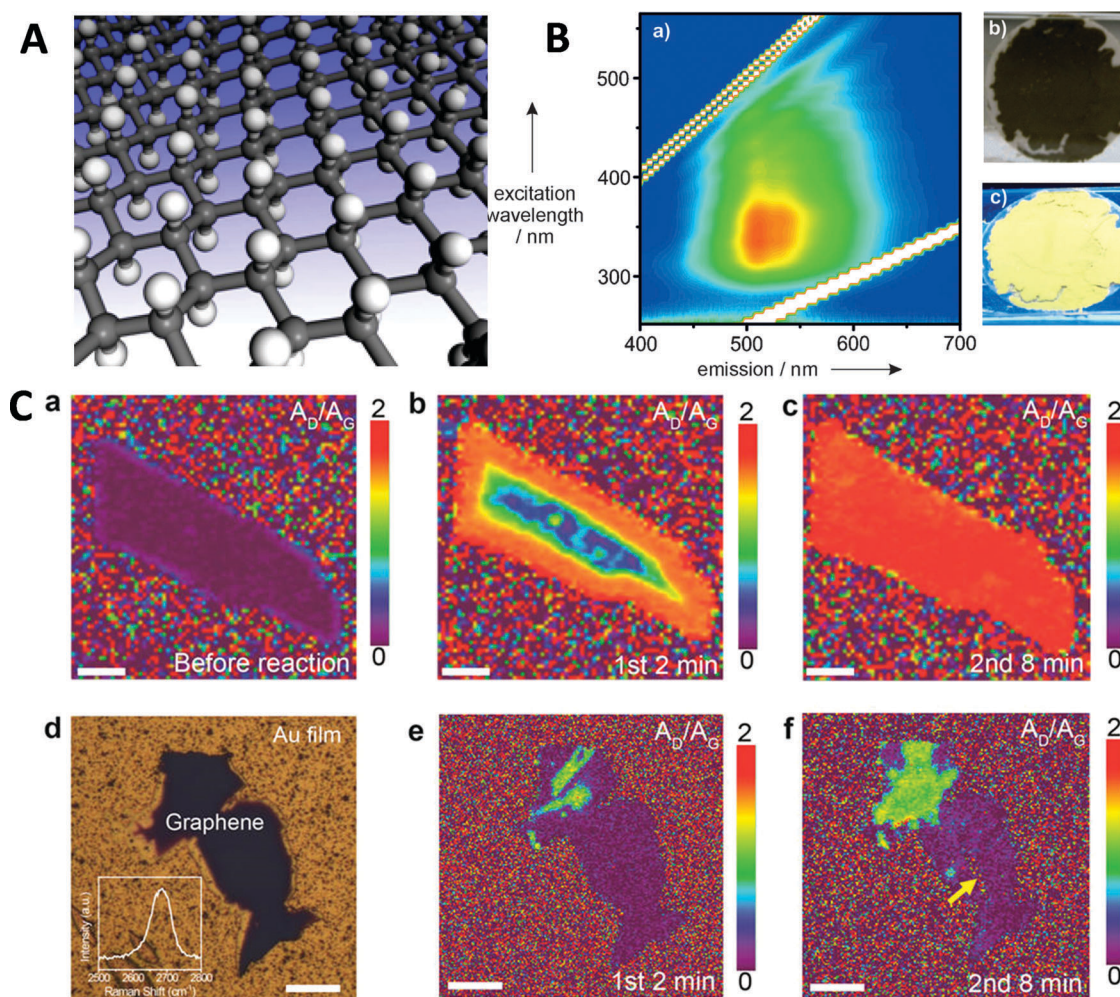 A
B
a)
b)
c)
500
400
300
excitation
wavelength
/ nm
400
500
600
700
emission / nm
C
a
A_D/A_G
2
0
Before reaction
b
A_D/A_G
2
0
1st 2 min
c
A_D/A_G
2
0
2nd 8 min
d
Au film
Graphene
Intensity (a.u.)
2500 2600 2700 2800
Raman Shift (cm⁻¹)
e
A_D/A_G
2
0
1st 2 min
f
A_D/A_G
2
0
2nd 8 min